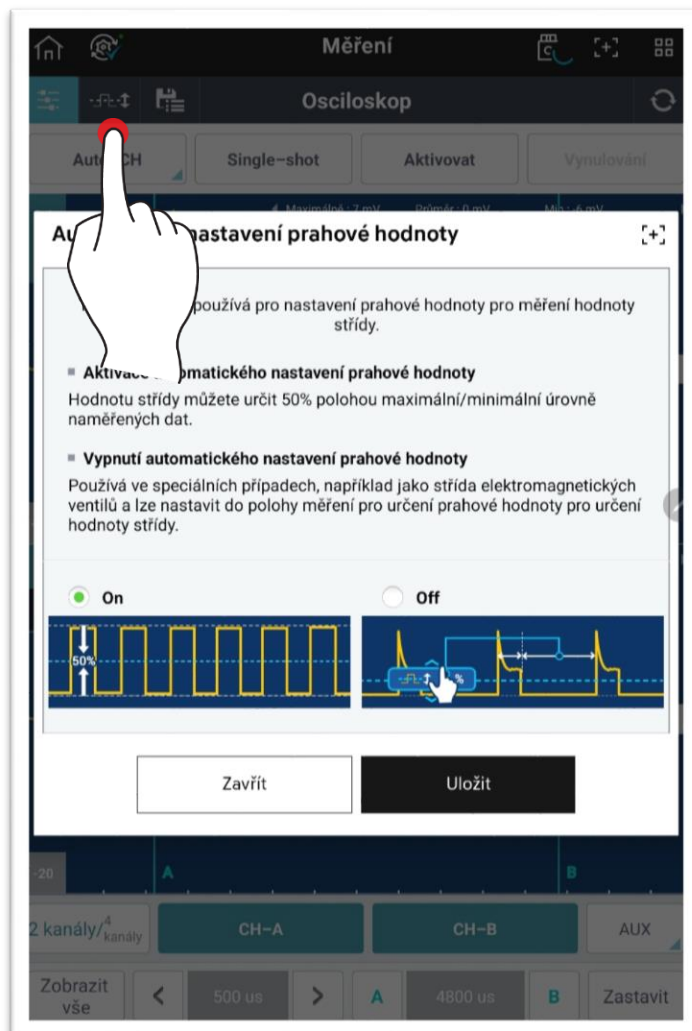 Měření
Osciloskop
CH
Single-shot
Aktivovat
Vynulování
Maximálně : 7 mV Průměr : 0 mV Min : -6 mV
nastavení prahové hodnoty
používá pro nastavení prahové hodnoty pro měření hodnoty
střídy.
Aktivace automatického nastavení prahové hodnoty
Hodnotu střídy můžete určit 50% polohou maximální/minimální úrovně
naměřených dat.
Vypnutí automatického nastavení prahové hodnoty
Používá ve speciálních případech, například jako střída elektromagnetických
ventilů a lze nastavit do polohy měření pro určení prahové hodnoty pro určení
hodnoty střídy.
On
Off
50%
%
Zavřít
Uložit
-20
A
B
2 kanály/4 kanály
CH-A
CH-B
AUX
Zobrazit
vše
< 500 us > A 4800 us B Zastavit